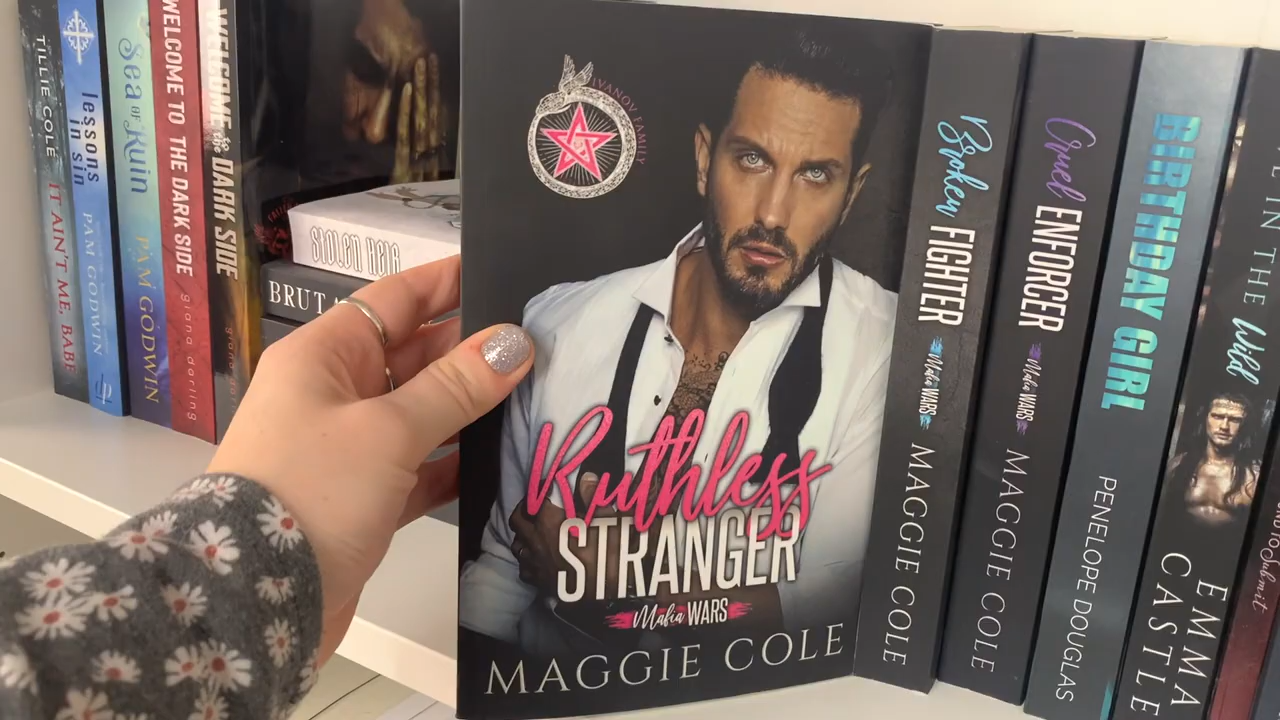 TILLIE COLE
IT AIN'T ME, BABE
lessons
in sin
PAM GODWIN
Sea OF Ruin
PAM GODWIN
WELCOME TO THE DARK SIDE
giana darling
WELCOME to the DARK SIDE
STOLEN HEIR
IVANOV FAMILY
Ruthless
STRANGER
Mafia WARS
MAGGIE COLE
Broken FIGHTER
Mafia WARS
MAGGIE COLE
Cruel ENFORCER
Mafia WARS
MAGGIE COLE
BIRTHDAY GIRL
PENELOPE DOUGLAS
IN THE Wild
EMMA
CASTLE
Submit